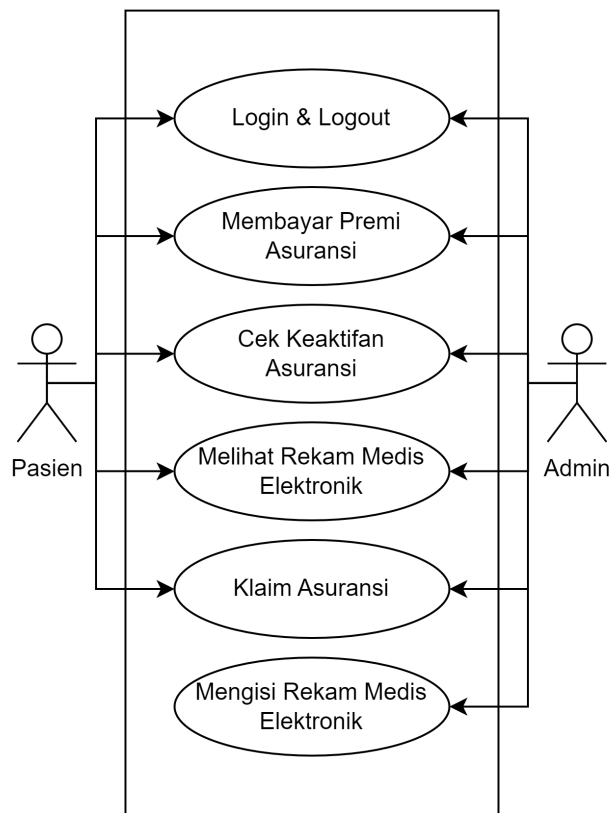 Login & Logout
Membayar Premi
Asuransi
Cek Keaktifan
Asuransi
Pasien
Melihat Rekam Medis
Elektronik
Admin
Klaim Asuransi
Mengisi Rekam Medis
Elektronik